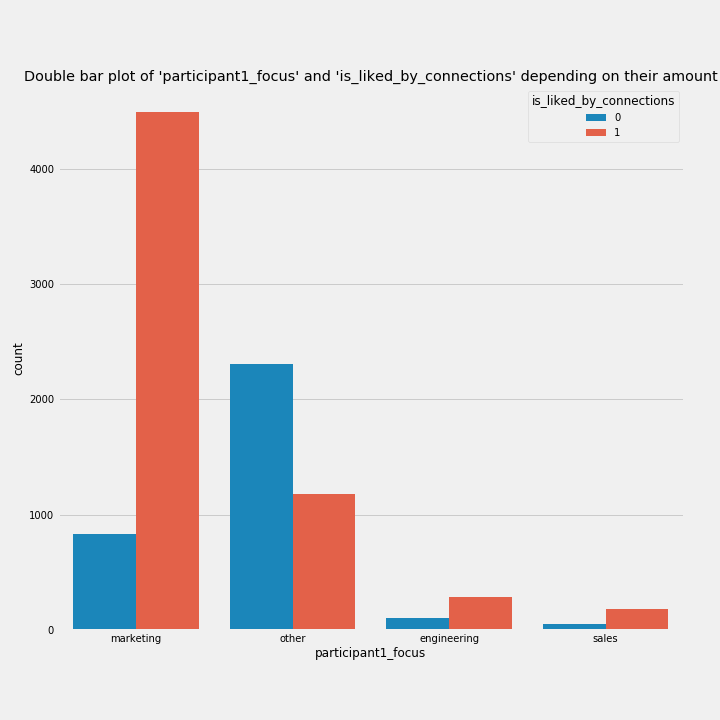 Double bar plot of 'participant1_focus' and 'is_liked_by_connections' depending on their amount
is_liked_by_connections
0
1
4000
3000
2000
1000
0
count
marketing other engineering sales
participant1_focus